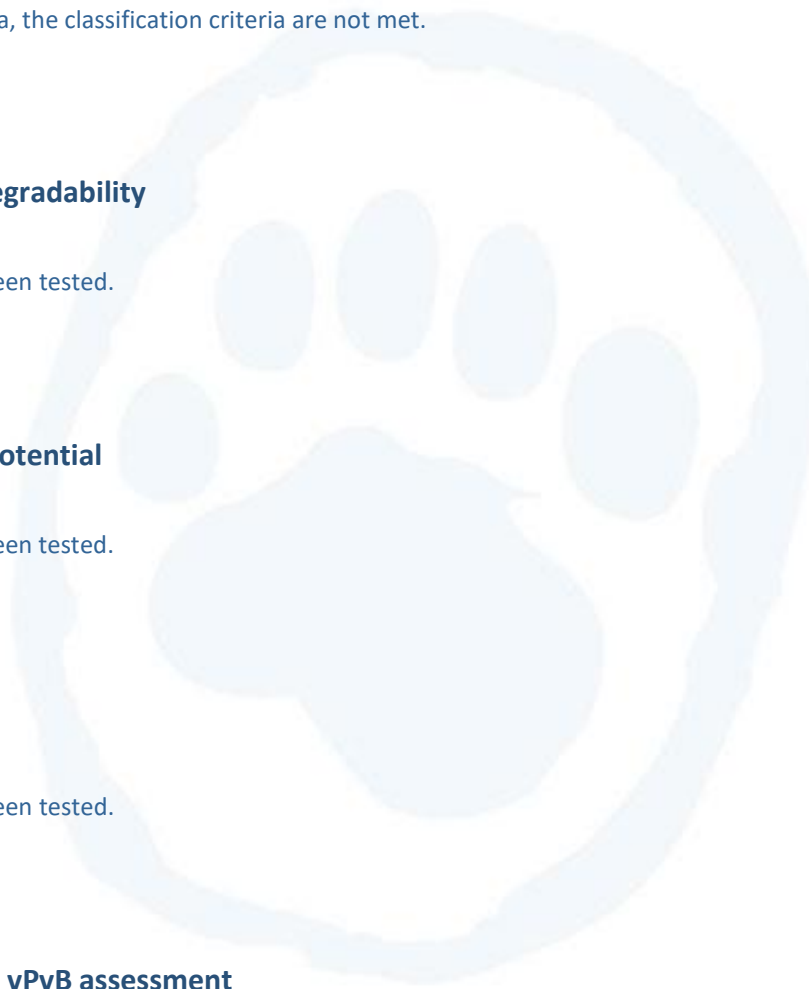 a, the classification criteria are not met.
egradability
een tested.
otential
een tested.
een tested.
vPvB assessment